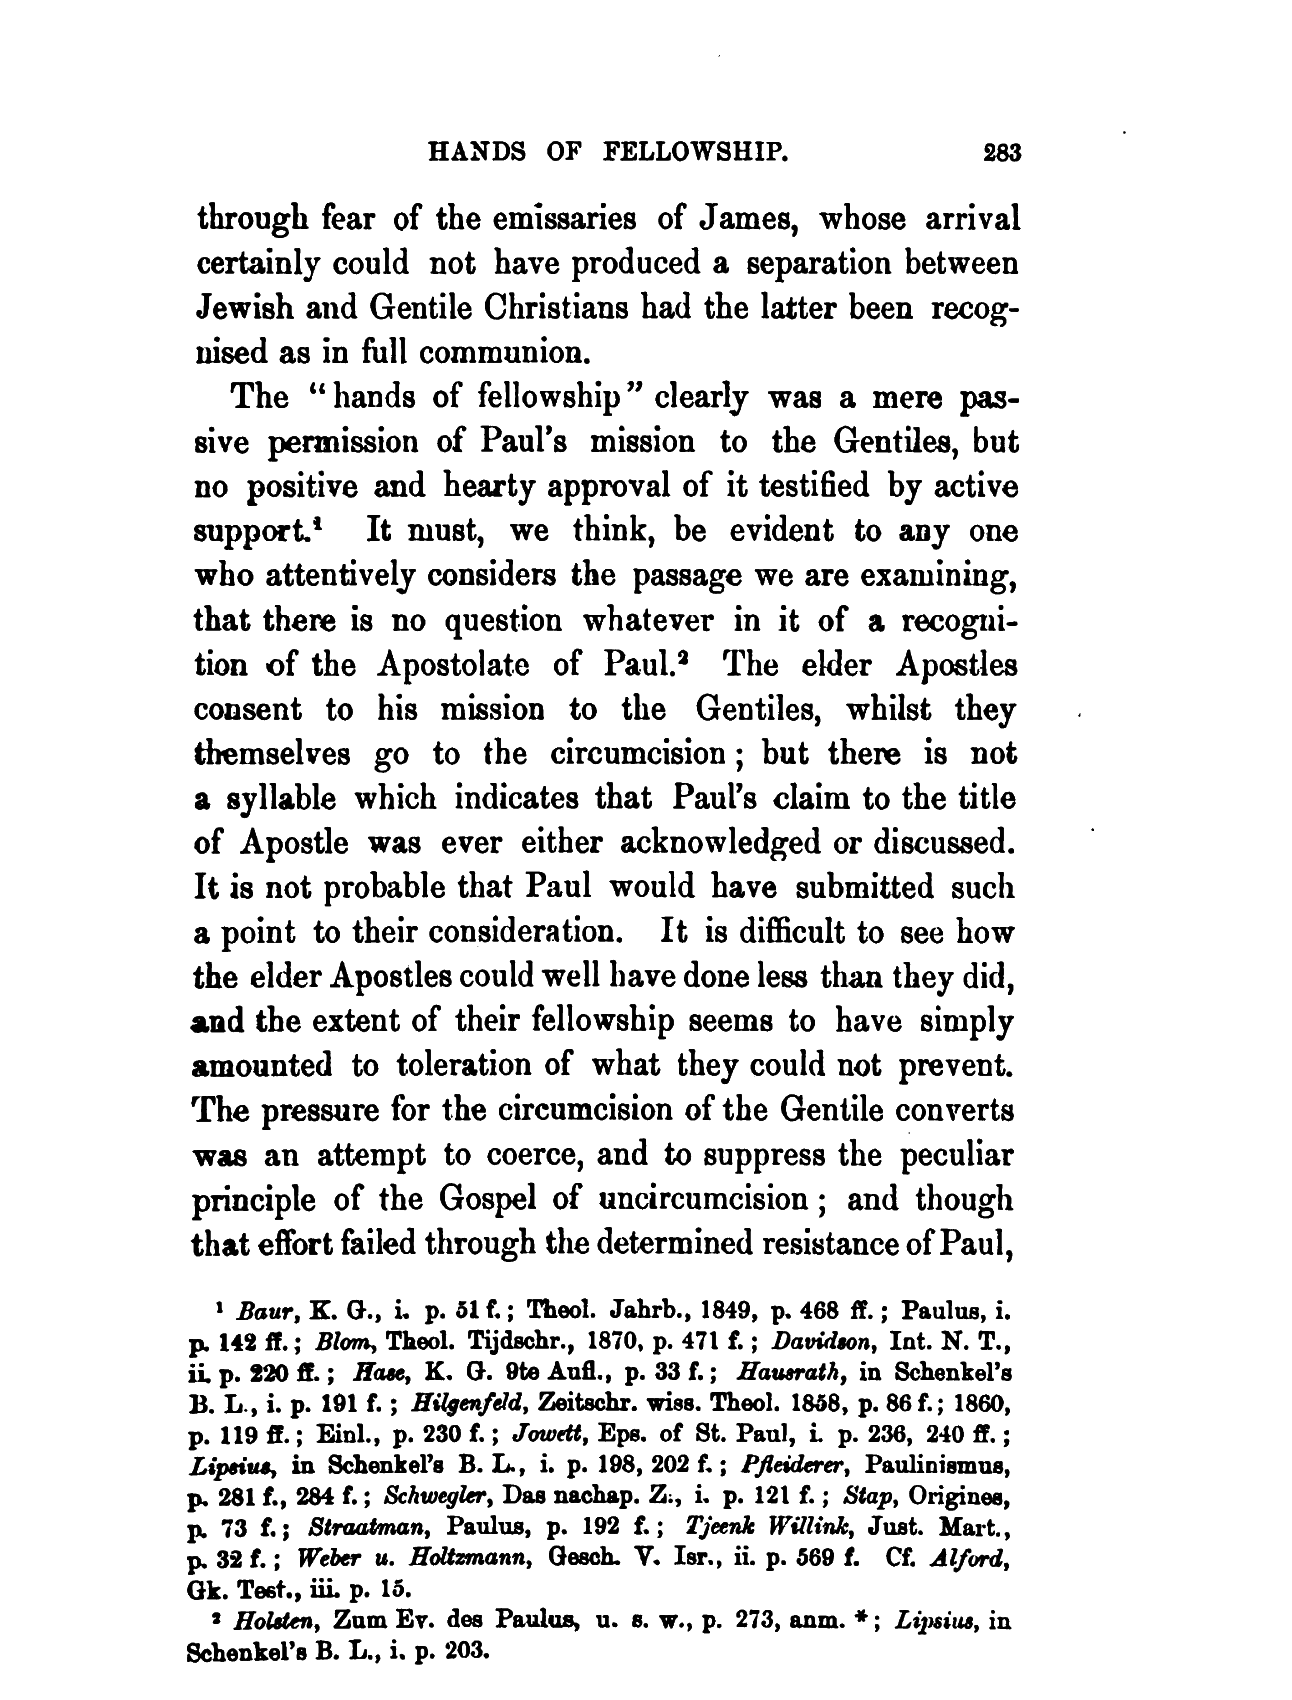 HANDS OF FELLOWSHIP. 283
through fear of the emissaries of James, whose arrival
certainly could not have produced a separation between
Jewish and Gentile Christians had the latter been recog-
nised as in full communion.
The “hands of fellowship” clearly was a mere pas-
sive permission of Paul's mission to the Gentiles, but
no positive and hearty approval of it testified by active
support.¹ It must, we think, be evident to any one
who attentively considers the passage we are examining,
that there is no question whatever in it of a recogni-
tion of the Apostolate of Paul.² The elder Apostles
consent to his mission to the Gentiles, whilst they
themselves go to the circumcision; but there is not
a syllable which indicates that Paul's claim to the title
of Apostle was ever either acknowledged or discussed.
It is not probable that Paul would have submitted such
a point to their consideration. It is difficult to see how
the elder Apostles could well have done less than they did,
and the extent of their fellowship seems to have simply
amounted to toleration of what they could not prevent.
The pressure for the circumcision of the Gentile converts
was an attempt to coerce, and to suppress the peculiar
principle of the Gospel of uncircumcision; and though
that effort failed through the determined resistance of Paul,
¹ Baur, K. G., i. p. 51 f.; Theol. Jahrb., 1849, p. 468 ff.; Paulus, i.
p. 142 ff.; Blom, Theol. Tijdschr., 1870, p. 471 f.; Davidson, Int. N. T.,
ii. p. 220 ff.; Hase, K. G. 9te Aufl., p. 33 f.; Hausrath, in Schenkel's
B. L., i. p. 191 f.; Hilgenfeld, Zeitschr. wiss. Theol. 1858, p. 86 f.; 1860,
p. 119 ff.; Einl., p. 230 f.; Jowett, Eps. of St. Paul, i. p. 236, 240 ff.;
Lipsius, in Schenkel's B. L., i. p. 198, 202 f.; Pfleiderer, Paulinismus,
p. 281 f., 284 f.; Schwegler, Das nachap. Z., i. p. 121 f.; Stap, Origines,
p. 73 f.; Straatman, Paulus, p. 192 f.; Tjeenk Willink, Just. Mart.,
p. 32 f.; Weber u. Holtzmann, Gesch. V. Isr., ii. p. 569 f. Cf. Alford,
Gk. Test., iii. p. 15.
² Holsten, Zum Ev. des Paulus, u. s. w., p. 273, anm. *; Lipsius, in
Schenkel's B. L., i. p. 203.